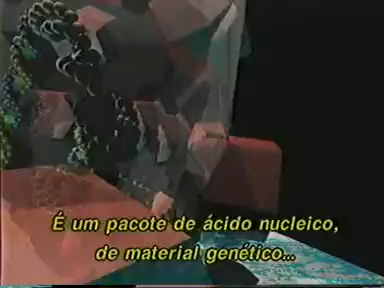 É um pacote de ácido nucleico,
de material genético...